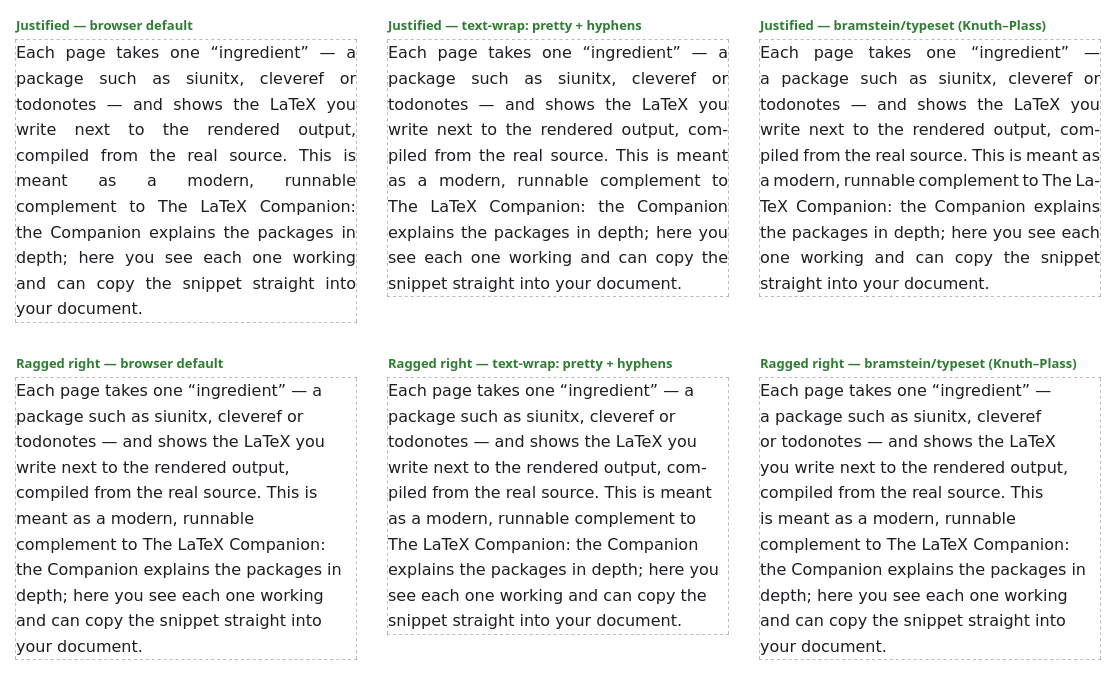 Justified — browser default
Each page takes one “ingredient” — a
package such as siunitx, cleveref or
todonotes — and shows the LaTeX you
write next to the rendered output,
compiled from the real source. This is
meant as a modern, runnable
complement to The LaTeX Companion:
the Companion explains the packages in
depth; here you see each one working
and can copy the snippet straight into
your document.
Justified — text-wrap: pretty + hyphens
Each page takes one “ingredient” — a
package such as siunitx, cleveref or
todonotes — and shows the LaTeX you
write next to the rendered output, com-
piled from the real source. This is meant
as a modern, runnable complement to
The LaTeX Companion: the Companion
explains the packages in depth; here you
see each one working and can copy the
snippet straight into your document.
Justified — bramstein/typeset (Knuth–Plass)
Each page takes one “ingredient” —
a package such as siunitx, cleveref or
todonotes — and shows the LaTeX you
write next to the rendered output, com-
piled from the real source. This is meant as
a modern, runnable complement to The La-
TeX Companion: the Companion explains
the packages in depth; here you see each
one working and can copy the snippet
straight into your document.
Ragged right — browser default
Each page takes one “ingredient” — a
package such as siunitx, cleveref or
todonotes — and shows the LaTeX you
write next to the rendered output,
compiled from the real source. This is
meant as a modern, runnable
complement to The LaTeX Companion:
the Companion explains the packages in
depth; here you see each one working
and can copy the snippet straight into
your document.
Ragged right — text-wrap: pretty + hyphens
Each page takes one “ingredient” — a
package such as siunitx, cleveref or
todonotes — and shows the LaTeX you
write next to the rendered output, com-
piled from the real source. This is meant
as a modern, runnable complement to
The LaTeX Companion: the Companion
explains the packages in depth; here you
see each one working and can copy the
snippet straight into your document.
Ragged right — bramstein/typeset (Knuth–Plass)
Each page takes one “ingredient” —
a package such as siunitx, cleveref
or todonotes — and shows the LaTeX
you write next to the rendered output,
compiled from the real source. This
is meant as a modern, runnable
complement to The LaTeX Companion:
the Companion explains the packages in
depth; here you see each one working
and can copy the snippet straight into
your document.